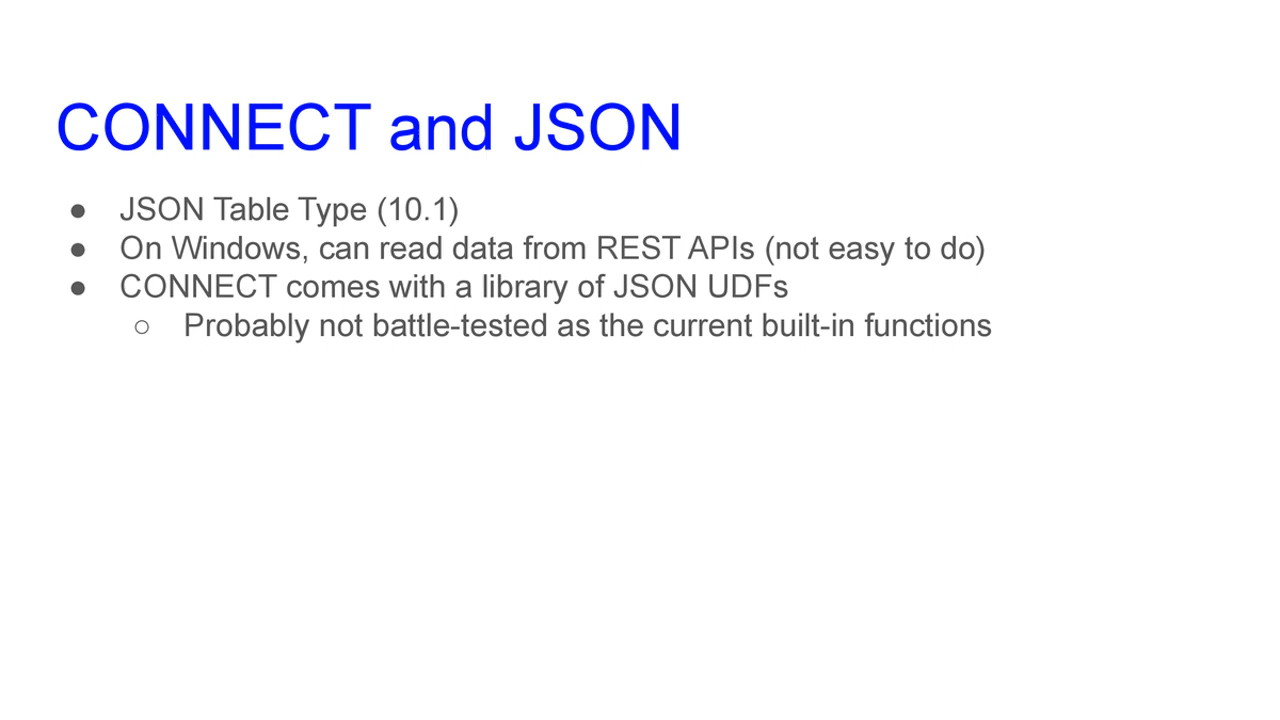 CONNECT and JSON
● JSON Table Type (10.1)
● On Windows, can read data from REST APIs (not easy to do)
● CONNECT comes with a library of JSON UDFs
○ Probably not battle-tested as the current built-in functions